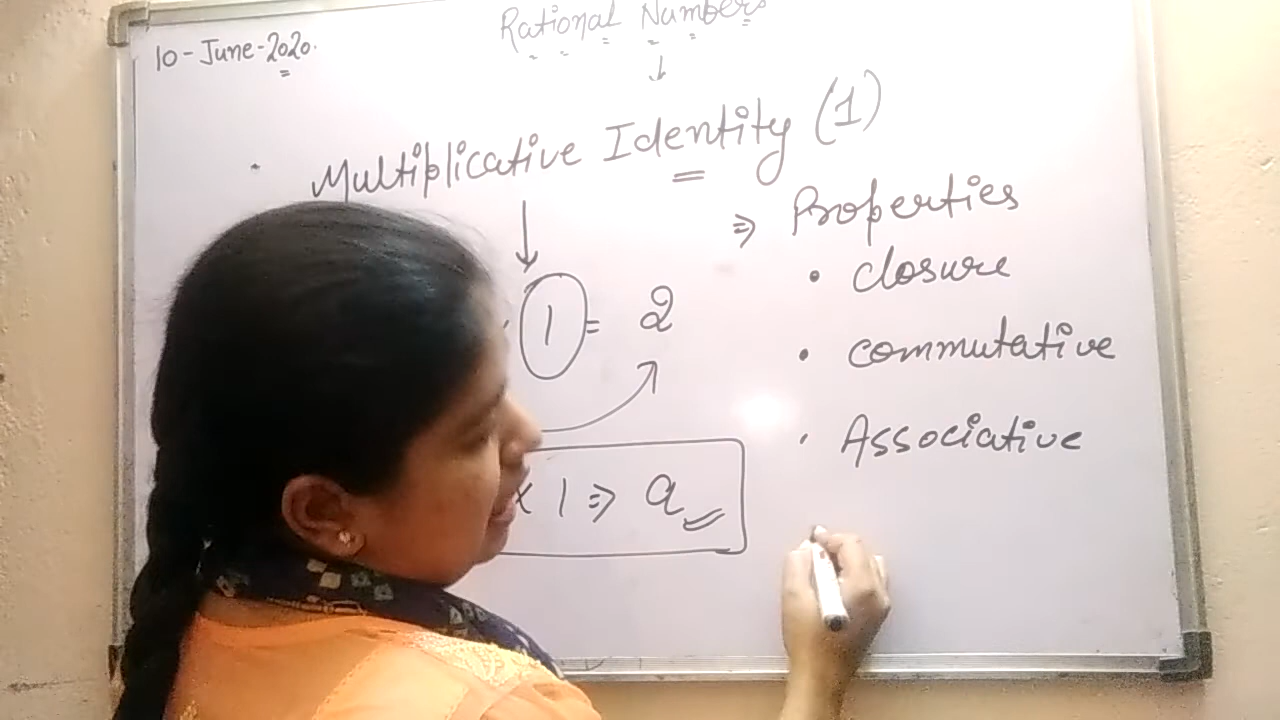 Rational Numbers
10-June-2020.
↓
Multiplicative Identity (1)
↓
⇒ Properties
• closure
1 = 2
• commutative
• Associative
× 1 ⇒ a